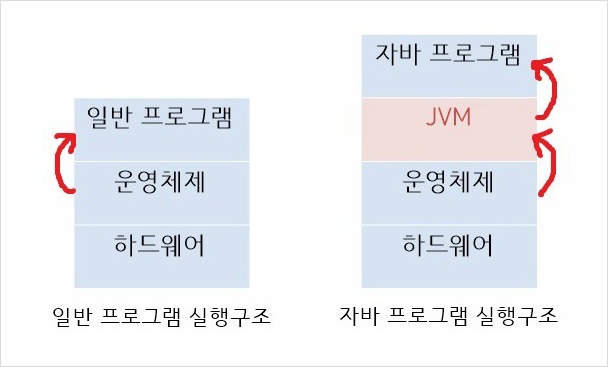 일반 프로그램
운영체제
하드웨어
일반 프로그램 실행구조
자바 프로그램
JVM
운영체제
하드웨어
자바 프로그램 실행구조